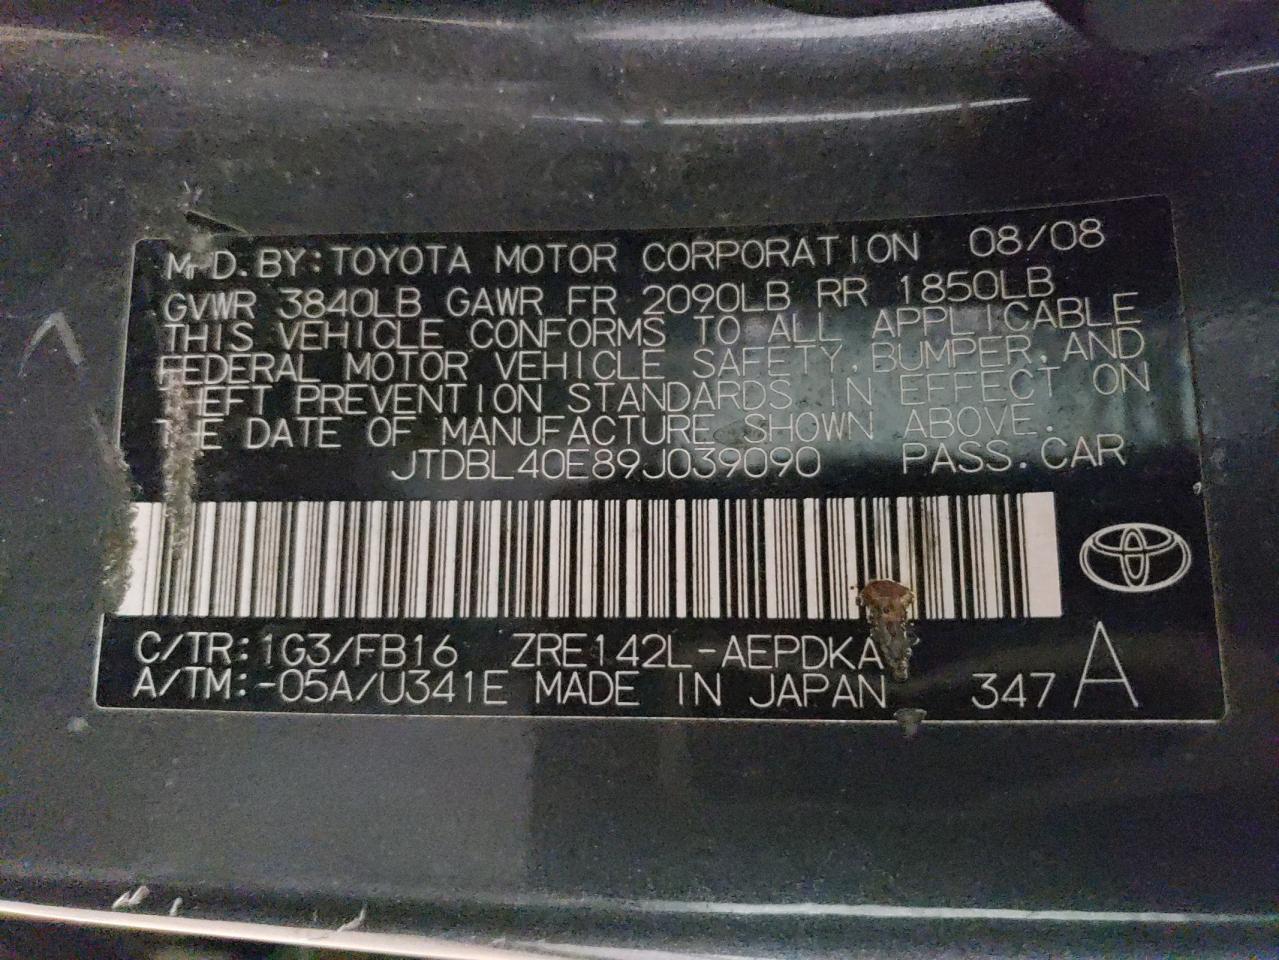 MFD. BY: TOYOTA MOTOR CORPORATION 08/08
GVWR 3840LB GAWR FR 2090LB RR 1850LB
THIS VEHICLE CONFORMS TO ALL APPLICABLE
FEDERAL MOTOR VEHICLE SAFETY, BUMPER, AND
THEFT PREVENTION STANDARDS IN EFFECT ON
THE DATE OF MANUFACTURE SHOWN ABOVE.
JTDBL40E89J039090 PASS. CAR
C/TR: 1G3/FB16 ZRE142L-AEPDKA
A/TM: -05A/U341E MADE IN JAPAN 347 A